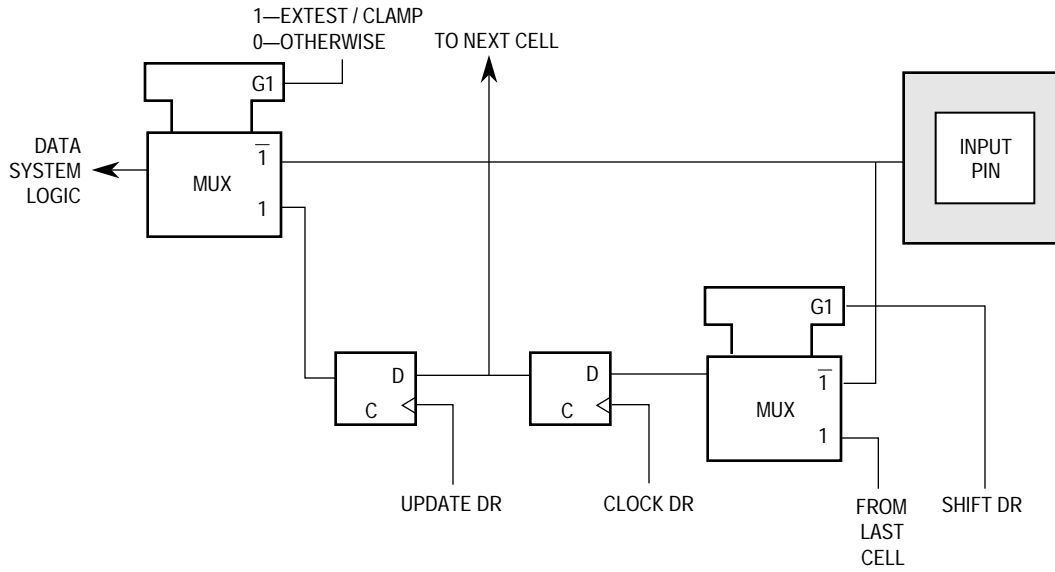 1—EXTEST / CLAMP
0—OTHERWISE
TO NEXT CELL
G1
DATA
SYSTEM
LOGIC
MUX
1̅
1
INPUT
PIN
G1
D
C
D
C
MUX
1̅
1
UPDATE DR
CLOCK DR
FROM
LAST
CELL
SHIFT DR